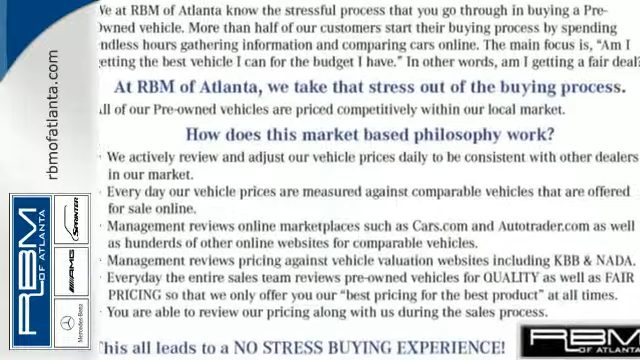 We at RBM of Atlanta know the stressful process that you go through in buying a Pre-
Owned vehicle. More than half of our customers start their buying process by spending
endless hours gathering information and comparing cars online. The main focus is, "Am I
getting the best vehicle I can for the budget I have." In other words, am I getting a fair deal?
At RBM of Atlanta, we take that stress out of the buying process.
All of our Pre-owned vehicles are priced competitively within our local market.
How does this market based philosophy work?
· We actively review and adjust our vehicle prices daily to be consistent with other dealers
in our market.
· Every day our vehicle prices are measured against comparable vehicles that are offered
for sale online.
· Management reviews online marketplaces such as Cars.com and Autotrader.com as well
as hunderds of other online websites for comparable vehicles.
· Management reviews pricing against vehicle valuation websites including KBB & NADA.
· Everyday the entire sales team reviews pre-owned vehicles for QUALITY as well as FAIR
PRICING so that we only offer you our "best pricing for the best product" at all times.
· You are able to review our pricing along with us during the sales process.
This all leads to a NO STRESS BUYING EXPERIENCE!
rbmofatlanta.com
RBM
OF ATLANTA
SPRINTER
AMG
Mercedes-Benz
RBM
OF ATLANTA